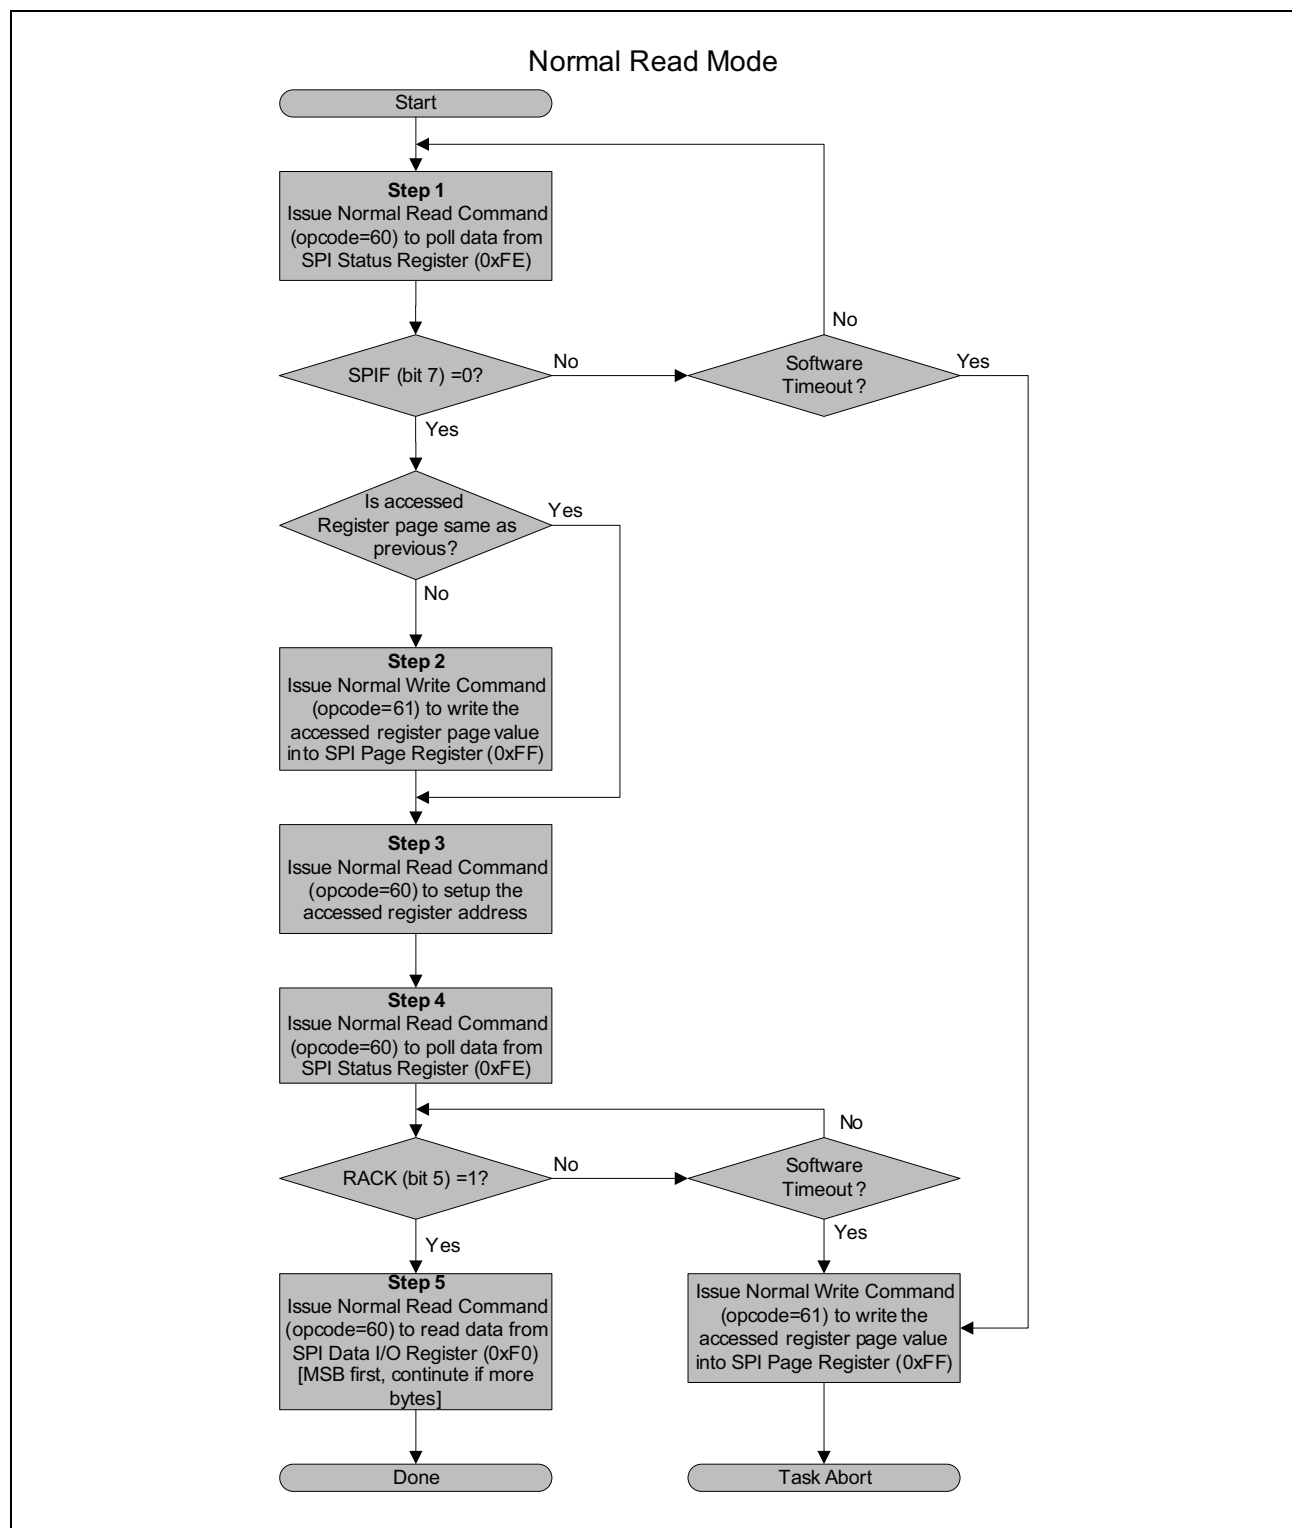 Normal Read Mode
Start
Step 1
Issue Normal Read Command
(opcode=60) to poll data from
SPI Status Register (0xFE)
No
SPIF (bit 7) =0?
No
Software
Timeout ?
Yes
Yes
Is accessed
Register page same as
previous?
Yes
No
Step 2
Issue Normal Write Command
(opcode=61) to write the
accessed register page value
into SPI Page Register (0xFF)
Step 3
Issue Normal Read Command
(opcode=60) to setup the
accessed register address
Step 4
Issue Normal Read Command
(opcode=60) to poll data from
SPI Status Register (0xFE)
No
RACK (bit 5) =1?
No
Software
Timeout ?
Yes
Yes
Step 5
Issue Normal Read Command
(opcode=60) to read data from
SPI Data I/O Register (0xF0)
[MSB first, continute if more
bytes]
Issue Normal Write Command
(opcode=61) to write the
accessed register page value
into SPI Page Register (0xFF)
Done
Task Abort